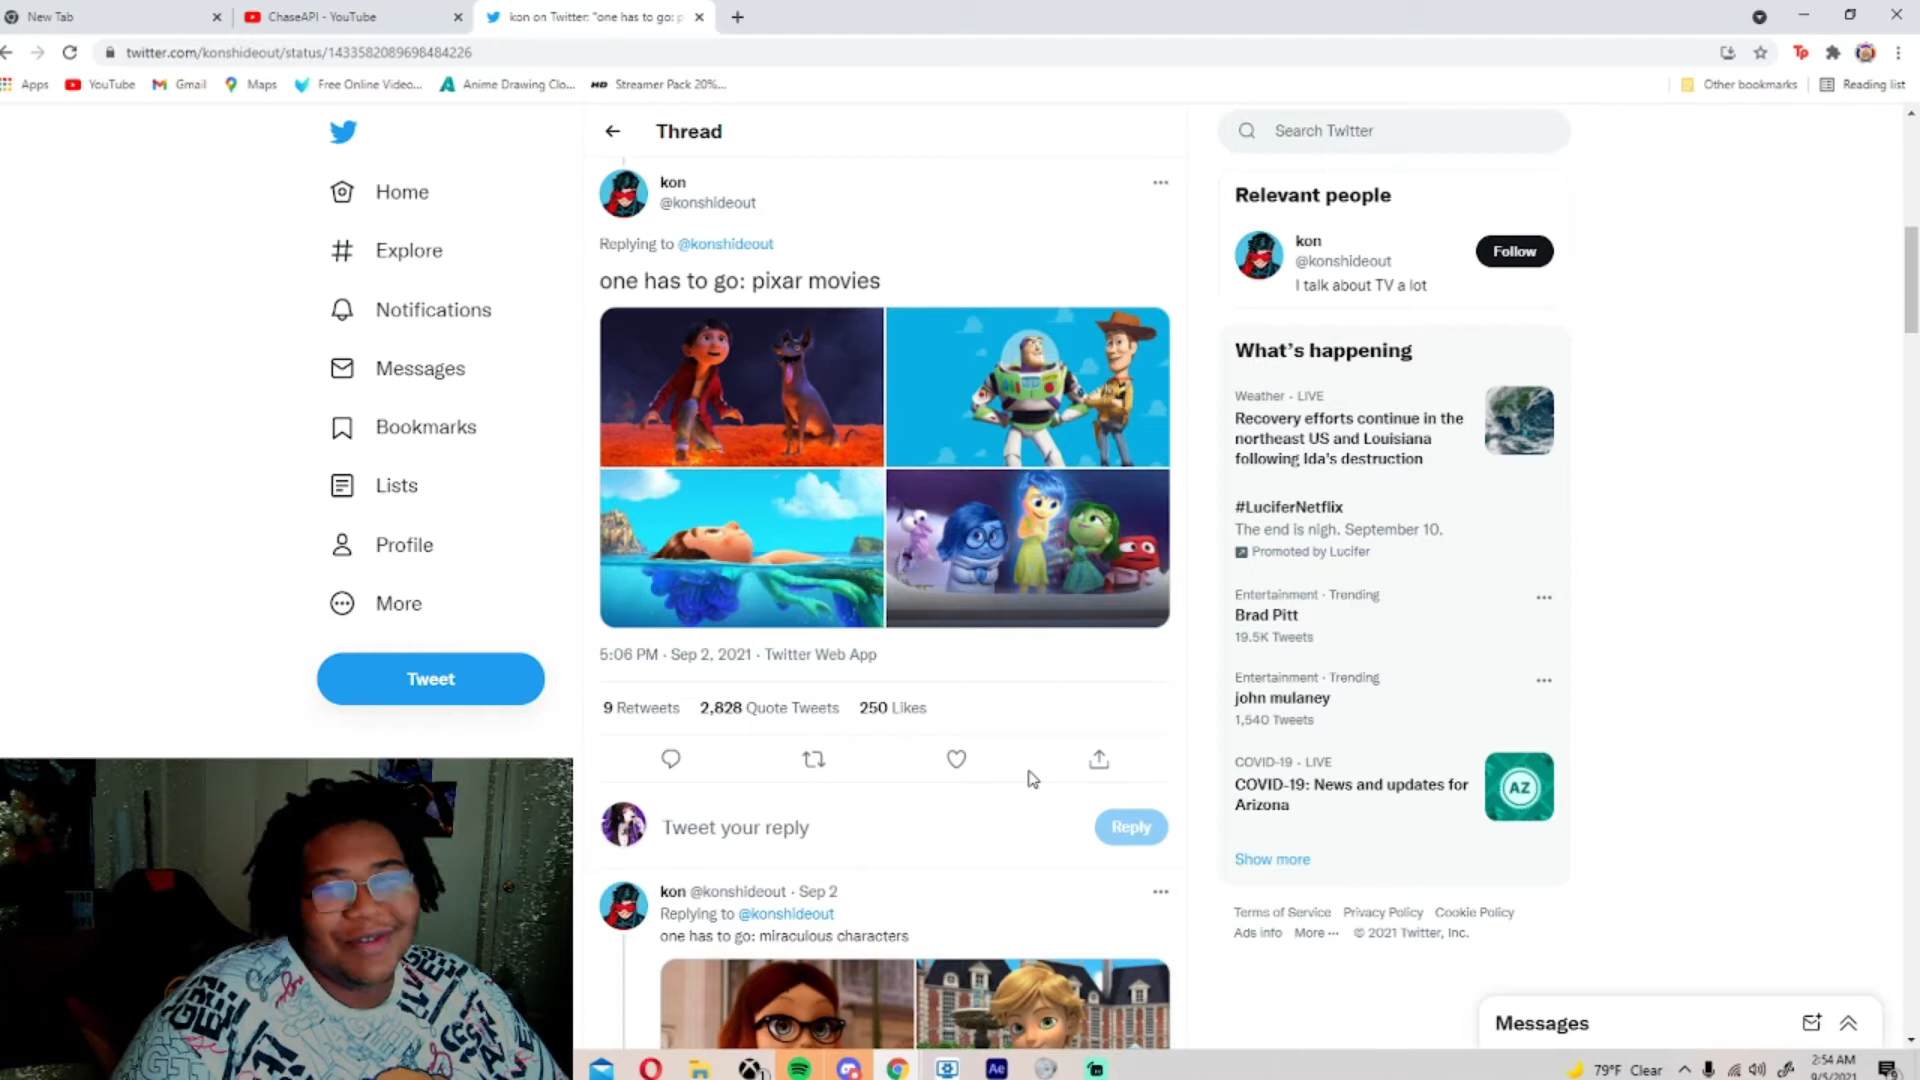 New Tab
ChaseAPI - YouTube
kon on Twitter: "one has to go: p
twitter.com/konshideout/status/1433582089698484226
Apps
YouTube
Gmail
Maps
Free Online Video...
Anime Drawing Clo...
HD Streamer Pack 20%...
Other bookmarks
Reading list
Home
Explore
Notifications
Messages
Bookmarks
Lists
Profile
More
Tweet
Thread
kon
@konshideout
Replying to @konshideout
one has to go: pixar movies
5:06 PM · Sep 2, 2021 · Twitter Web App
9 Retweets 2,828 Quote Tweets 250 Likes
Tweet your reply
Reply
kon @konshideout · Sep 2
Replying to @konshideout
one has to go: miraculous characters
Search Twitter
Relevant people
kon
@konshideout
I talk about TV a lot
Follow
What's happening
Weather · LIVE
Recovery efforts continue in the
northeast US and Louisiana
following Ida's destruction
#LuciferNetflix
The end is nigh. September 10.
Promoted by Lucifer
Entertainment · Trending
Brad Pitt
19.5K Tweets
Entertainment · Trending
john mulaney
1,540 Tweets
COVID-19 · LIVE
COVID-19: News and updates for
Arizona
AZ
Show more
Terms of Service Privacy Policy Cookie Policy
Ads info More ··· © 2021 Twitter, Inc.
Messages
Ae
79°F Clear
2:54 AM
9/5/2021